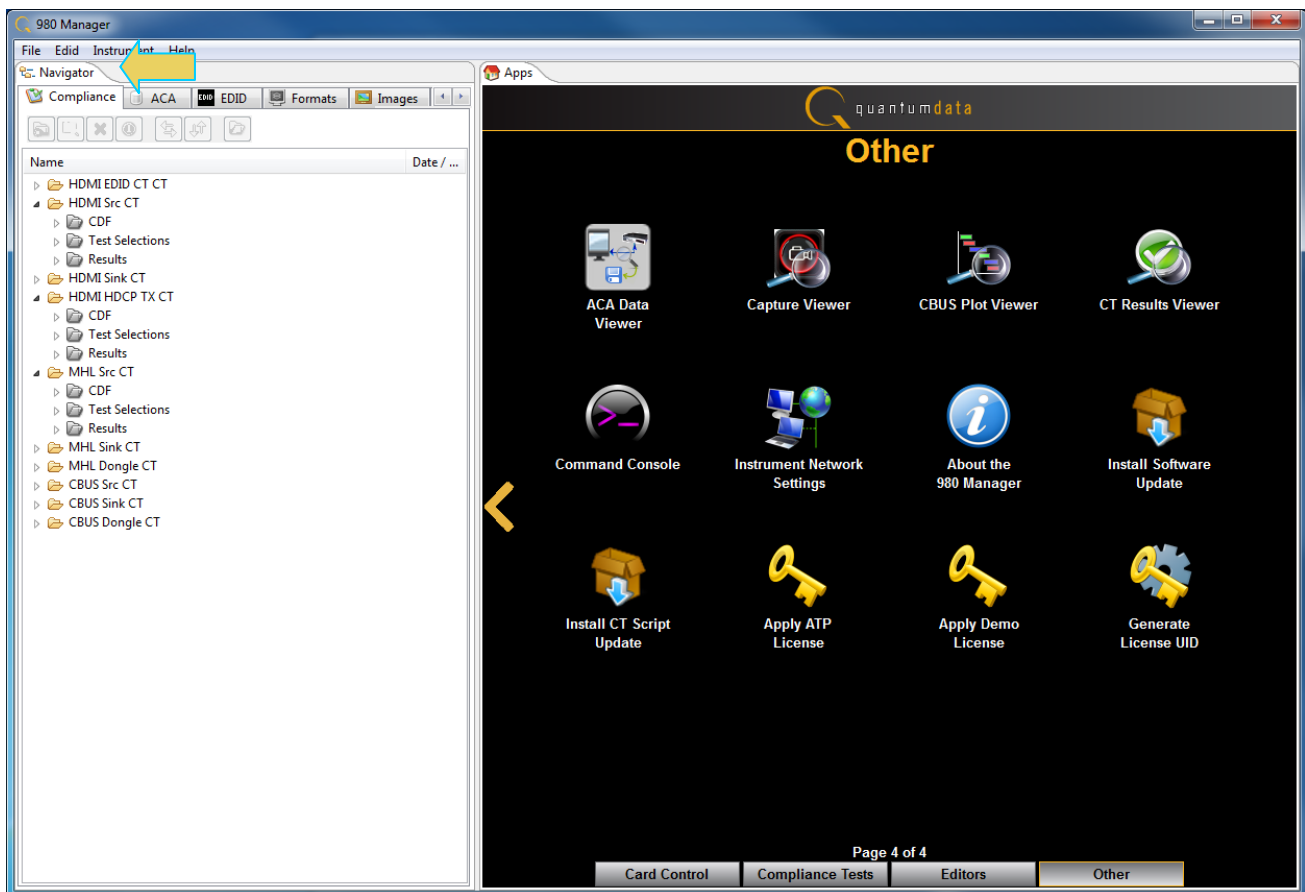 980 Manager
File Edid Instrument Help
Navigator
Compliance ACA EDID EDID Formats Images
Name Date / ...
HDMI EDID CT CT
HDMI Src CT
CDF
Test Selections
Results
HDMI Sink CT
HDMI HDCP TX CT
CDF
Test Selections
Results
MHL Src CT
CDF
Test Selections
Results
MHL Sink CT
MHL Dongle CT
CBUS Src CT
CBUS Sink CT
CBUS Dongle CT
Apps
quantumdata
Other
ACA Data
Viewer
Capture Viewer
CBUS Plot Viewer
CT Results Viewer
Command Console
Instrument Network
Settings
About the
980 Manager
Install Software
Update
Install CT Script
Update
Apply ATP
License
Apply Demo
License
Generate
License UID
Page 4 of 4
Card Control Compliance Tests Editors Other